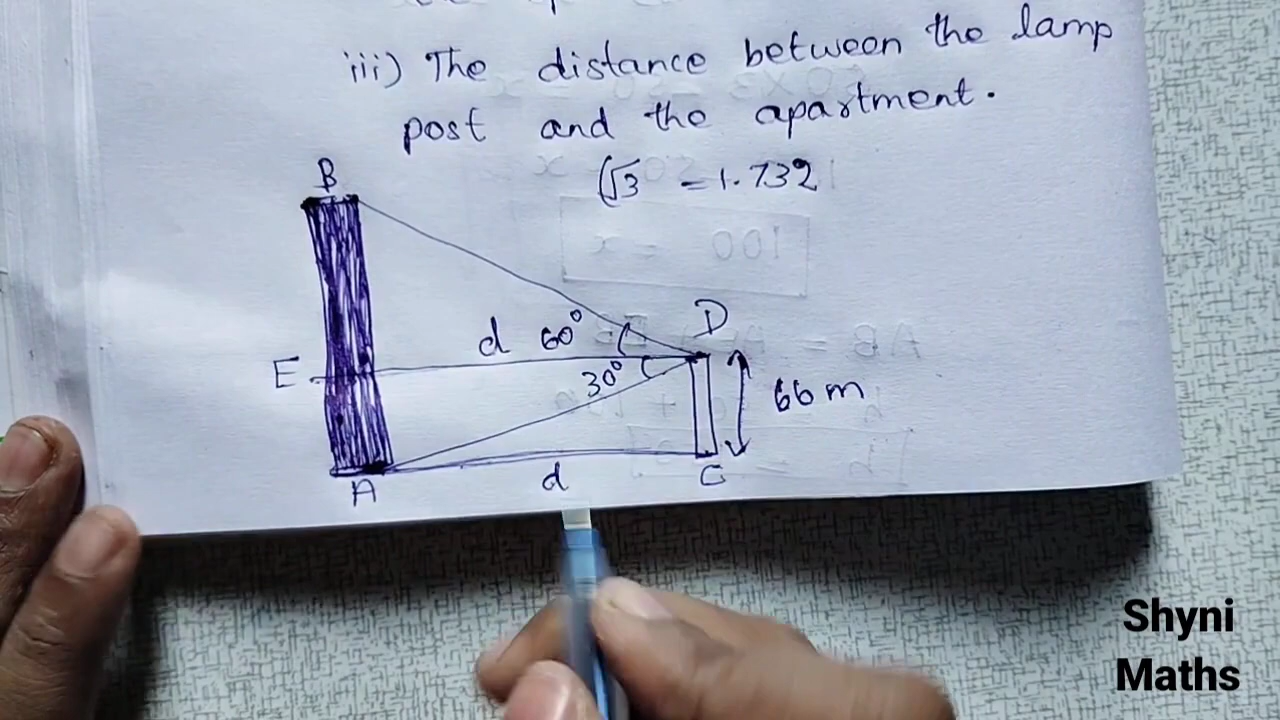 iii) The distance between the lamp
post and the apartment.
(√3 = 1.732
B
D
d 60°
E
30°
66 m
A
d
C
Shyni
Maths